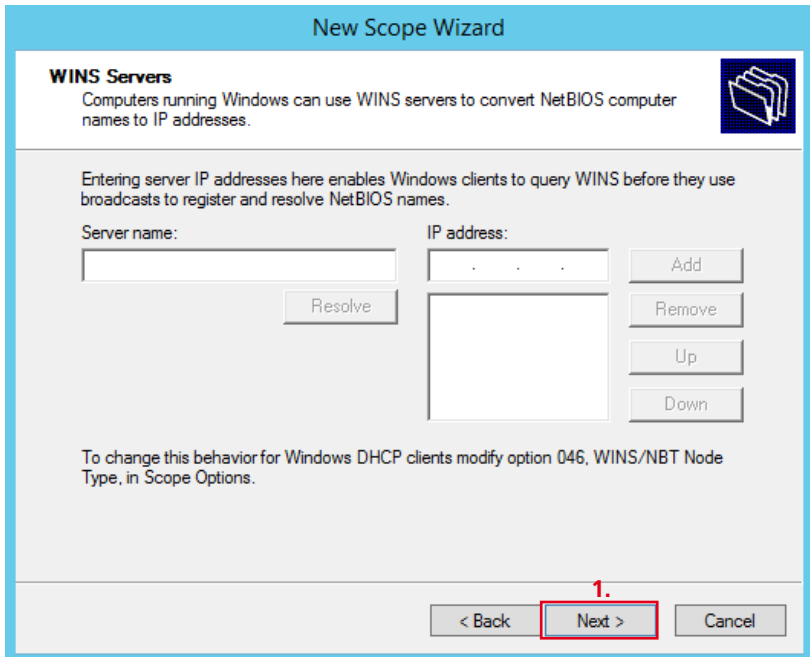 New Scope Wizard
WINS Servers
Computers running Windows can use WINS servers to convert NetBIOS computer
names to IP addresses.
Entering server IP addresses here enables Windows clients to query WINS before they use
broadcasts to register and resolve NetBIOS names.
Server name:
IP address:
. . .
Add
Resolve
Remove
Up
Down
To change this behavior for Windows DHCP clients modify option 046, WINS/NBT Node
Type, in Scope Options.
1.
< Back
Next >
Cancel